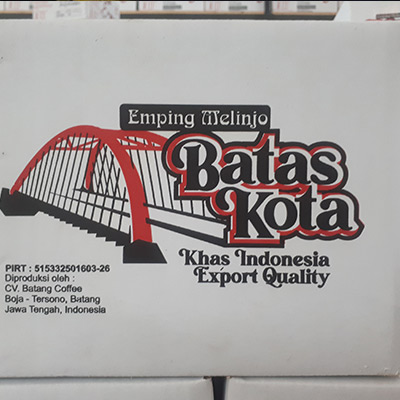 Emping Melinjo
Batas
Kota
Khas Indonesia
Export Quality
PIRT : 515332501603-26
Diproduksi oleh :
CV. Batang Coffee
Boja - Tersono, Batang
Jawa Tengah, Indonesia